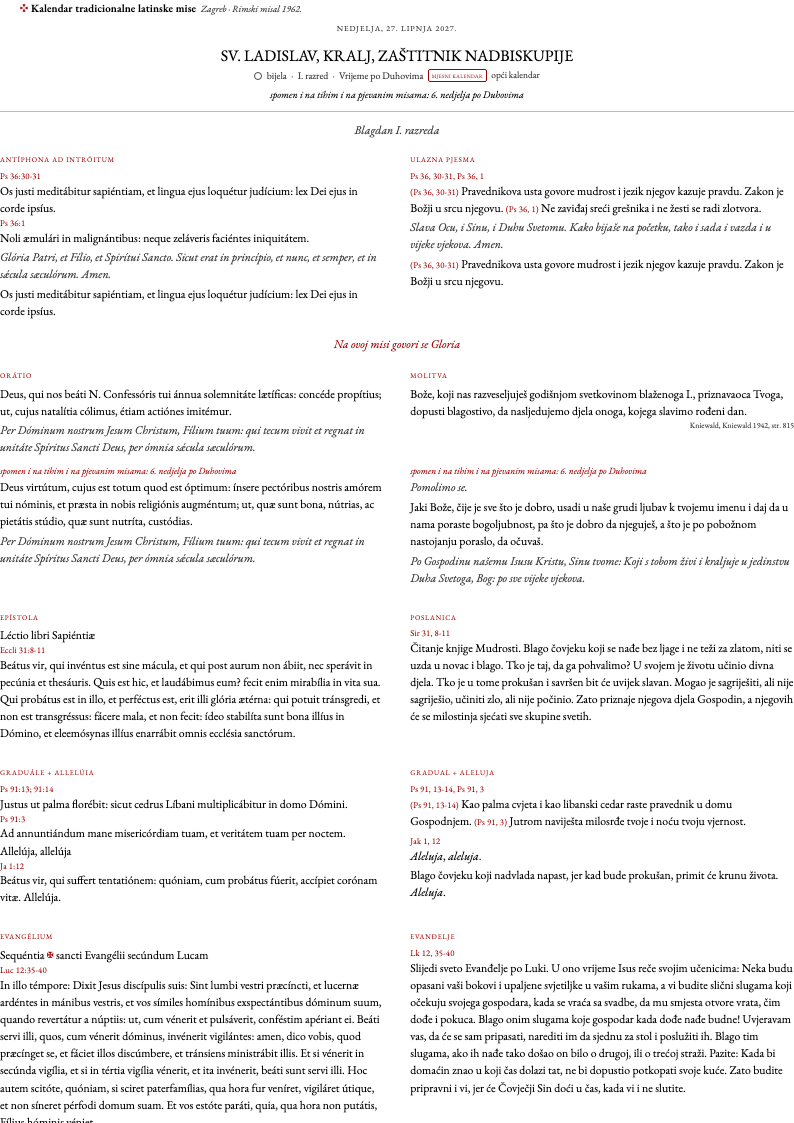 ✣ Kalendar tradicionalne latinske mise Zagreb · Rimski misal 1962.
NEDJELJA, 27. LIPNJA 2027.
SV. LADISLAV, KRALJ, ZAŠTITNIK NADBISKUPIJE
bijela · I. razred · Vrijeme po Duhovima MJESNI KALENDAR opći kalendar
spomen i na tihim i na pjevanim misama: 6. nedjelja po Duhovima
Blagdan I. razreda
ANTÍPHONA AD INTRÓITUM
Ps 36:30-31
Os justi meditábitur sapiéntiam, et lingua ejus loquétur judícium: lex Dei ejus in
corde ipsíus.
Ps 36:1
Noli æmulári in malignántibus: neque zeláveris faciéntes iniquitátem.
Glória Patri, et Fílio, et Spirítui Sancto. Sicut erat in princípio, et nunc, et semper, et in
sǽcula sæculórum. Amen.
Os justi meditábitur sapiéntiam, et lingua ejus loquétur judícium: lex Dei ejus in
corde ipsíus.
ULAZNA PJESMA
Ps 36, 30-31, Ps 36, 1
(Ps 36, 30-31) Pravednikova usta govore mudrost i jezik njegov kazuje pravdu. Zakon je
Božji u srcu njegovu. (Ps 36, 1) Ne zaviđaj sreći grešnika i ne žesti se radi zlotvora.
Slava Ocu, i Sinu, i Duhu Svetomu. Kako bijaše na početku, tako i sada i vazda i u
vijeke vjekova. Amen.
(Ps 36, 30-31) Pravednikova usta govore mudrost i jezik njegov kazuje pravdu. Zakon je
Božji u srcu njegovu.
Na ovoj misi govori se Gloria
ORÁTIO
Deus, qui nos beáti N. Confessóris tui ánnua solemnitáte lætíficas: concéde propítius;
ut, cujus natalítia cólimus, étiam actiónes imitémur.
Per Dóminum nostrum Jesum Christum, Fílium tuum: qui tecum vivit et regnat in
unitáte Spíritus Sancti Deus, per ómnia sǽcula sæculórum.
spomen i na tihim i na pjevanim misama: 6. nedjelja po Duhovima
Deus virtútum, cujus est totum quod est óptimum: ínsere pectóribus nostris amórem
tui nóminis, et præsta in nobis religiónis augméntum; ut, quæ sunt bona, nútrias, ac
pietátis stúdio, quæ sunt nutríta, custódias.
Per Dóminum nostrum Jesum Christum, Fílium tuum: qui tecum vivit et regnat in
unitáte Spíritus Sancti Deus, per ómnia sǽcula sæculórum.
MOLITVA
Bože, koji nas razveseljuješ godišnjom svetkovinom blaženoga I., priznavaoca Tvoga,
dopusti blagostivo, da nasljedujemo djela onoga, kojega slavimo rođeni dan.
Kniewald, Kniewald 1942, str. 815
spomen i na tihim i na pjevanim misama: 6. nedjelja po Duhovima
Pomolimo se.
Jaki Bože, čije je sve što je dobro, usadi u naše grudi ljubav k tvojemu imenu i daj da u
nama poraste bogoljubnost, pa što je dobro da njeguješ, a što je po pobožnom
nastojanju poraslo, da očuvaš.
Po Gospodinu našemu Isusu Kristu, Sinu tvome: Koji s tobom živi i kraljuje u jedinstvu
Duha Svetoga, Bog: po sve vijeke vjekova.
EPÍSTOLA
Léctio libri Sapiéntiæ
Eccli 31:8-11
Beátus vir, qui invéntus est sine mácula, et qui post aurum non ábiit, nec sperávit in
pecúnia et thesáuris. Quis est hic, et laudábimus eum? fecit enim mirabília in vita sua.
Qui probátus est in illo, et perféctus est, erit illi glória ætérna: qui potuit tránsgredi, et
non est transgréssus: fácere mala, et non fecit: ídeo stabilíta sunt bona illíus in
Dómino, et eleemósynas illíus enarrábit omnis ecclésia sanctórum.
POSLANICA
Sir 31, 8-11
Čitanje knjige Mudrosti. Blago čovjeku koji se nađe bez ljage i ne teži za zlatom, niti se
uzda u novac i blago. Tko je taj, da ga pohvalimo? U svojem je životu učinio divna
djela. Tko je u tome prokušan i savršen bit će uvijek slavan. Mogao je sagriješiti, ali nije
sagriješio, učiniti zlo, ali nije počinio. Zato priznaje njegova djela Gospodin, a njegovih
će se milostinja sjećati sve skupine svetih.
GRADUÁLE + ALLELÚIA
Ps 91:13; 91:14
Justus ut palma florébit: sicut cedrus Líbani multiplicábitur in domo Dómini.
Ps 91:3
Ad annuntiándum mane misericórdiam tuam, et veritátem tuam per noctem.
Allelúja, allelúja
Ja 1:12
Beátus vir, qui suffert tentatiónem: quóniam, cum probátus fúerit, accípiet corónam
vitæ. Allelúja.
GRADUAL + ALELUJA
Ps 91, 13-14, Ps 91, 3
(Ps 91, 13-14) Kao palma cvjeta i kao libanski cedar raste pravednik u domu
Gospodnjem. (Ps 91, 3) Jutrom naviješta milosrđe tvoje i noću tvoju vjernost.
Jak 1, 12
Aleluja, aleluja.
Blago čovjeku koji nadvlada napast, jer kad bude prokušan, primit će krunu života.
Aleluja.
EVANGÉLIUM
Sequéntia ✠ sancti Evangélii secúndum Lucam
Luc 12:35-40
In illo témpore: Dixit Jesus discípulis suis: Sint lumbi vestri præcíncti, et lucernæ
ardéntes in mánibus vestris, et vos símiles homínibus exspectántibus dóminum suum,
quando revertátur a núptiis: ut, cum vénerit et pulsáverit, conféstim apériant ei. Beáti
servi illi, quos, cum vénerit dóminus, invénerit vigilántes: amen, dico vobis, quod
præcínget se, et fáciet illos discúmbere, et tránsiens ministrábit illis. Et si vénerit in
secúnda vigília, et si in tértia vigília vénerit, et ita invénerit, beáti sunt servi illi. Hoc
autem scitóte, quóniam, si sciret paterfamílias, qua hora fur veníret, vigiláret útique,
et non síneret pérfodi domum suam. Et vos estóte paráti, quia, qua hora non putátis,
Fílius hóminis véniet.
EVANĐELJE
Lk 12, 35-40
Slijedi sveto Evanđelje po Luki. U ono vrijeme Isus reče svojim učenicima: Neka budu
opasani vaši bokovi i upaljene svjetiljke u vašim rukama, a vi budite slični slugama koji
očekuju svojega gospodara, kada se vraća sa svadbe, da mu smjesta otvore vrata, čim
dođe i pokuca. Blago onim slugama koje gospodar kada dođe nađe budne! Uvjeravam
vas, da će se sam pripasati, narediti im da sjednu za stol i poslužiti ih. Blago tim
slugama, ako ih nađe tako došao on bilo o drugoj, ili o trećoj straži. Pazite: Kada bi
domaćin znao u koji čas dolazi tat, ne bi dopustio potkopati svoje kuće. Zato budite
pripravni i vi, jer će Čovječji Sin doći u čas, kada vi i ne slutite.